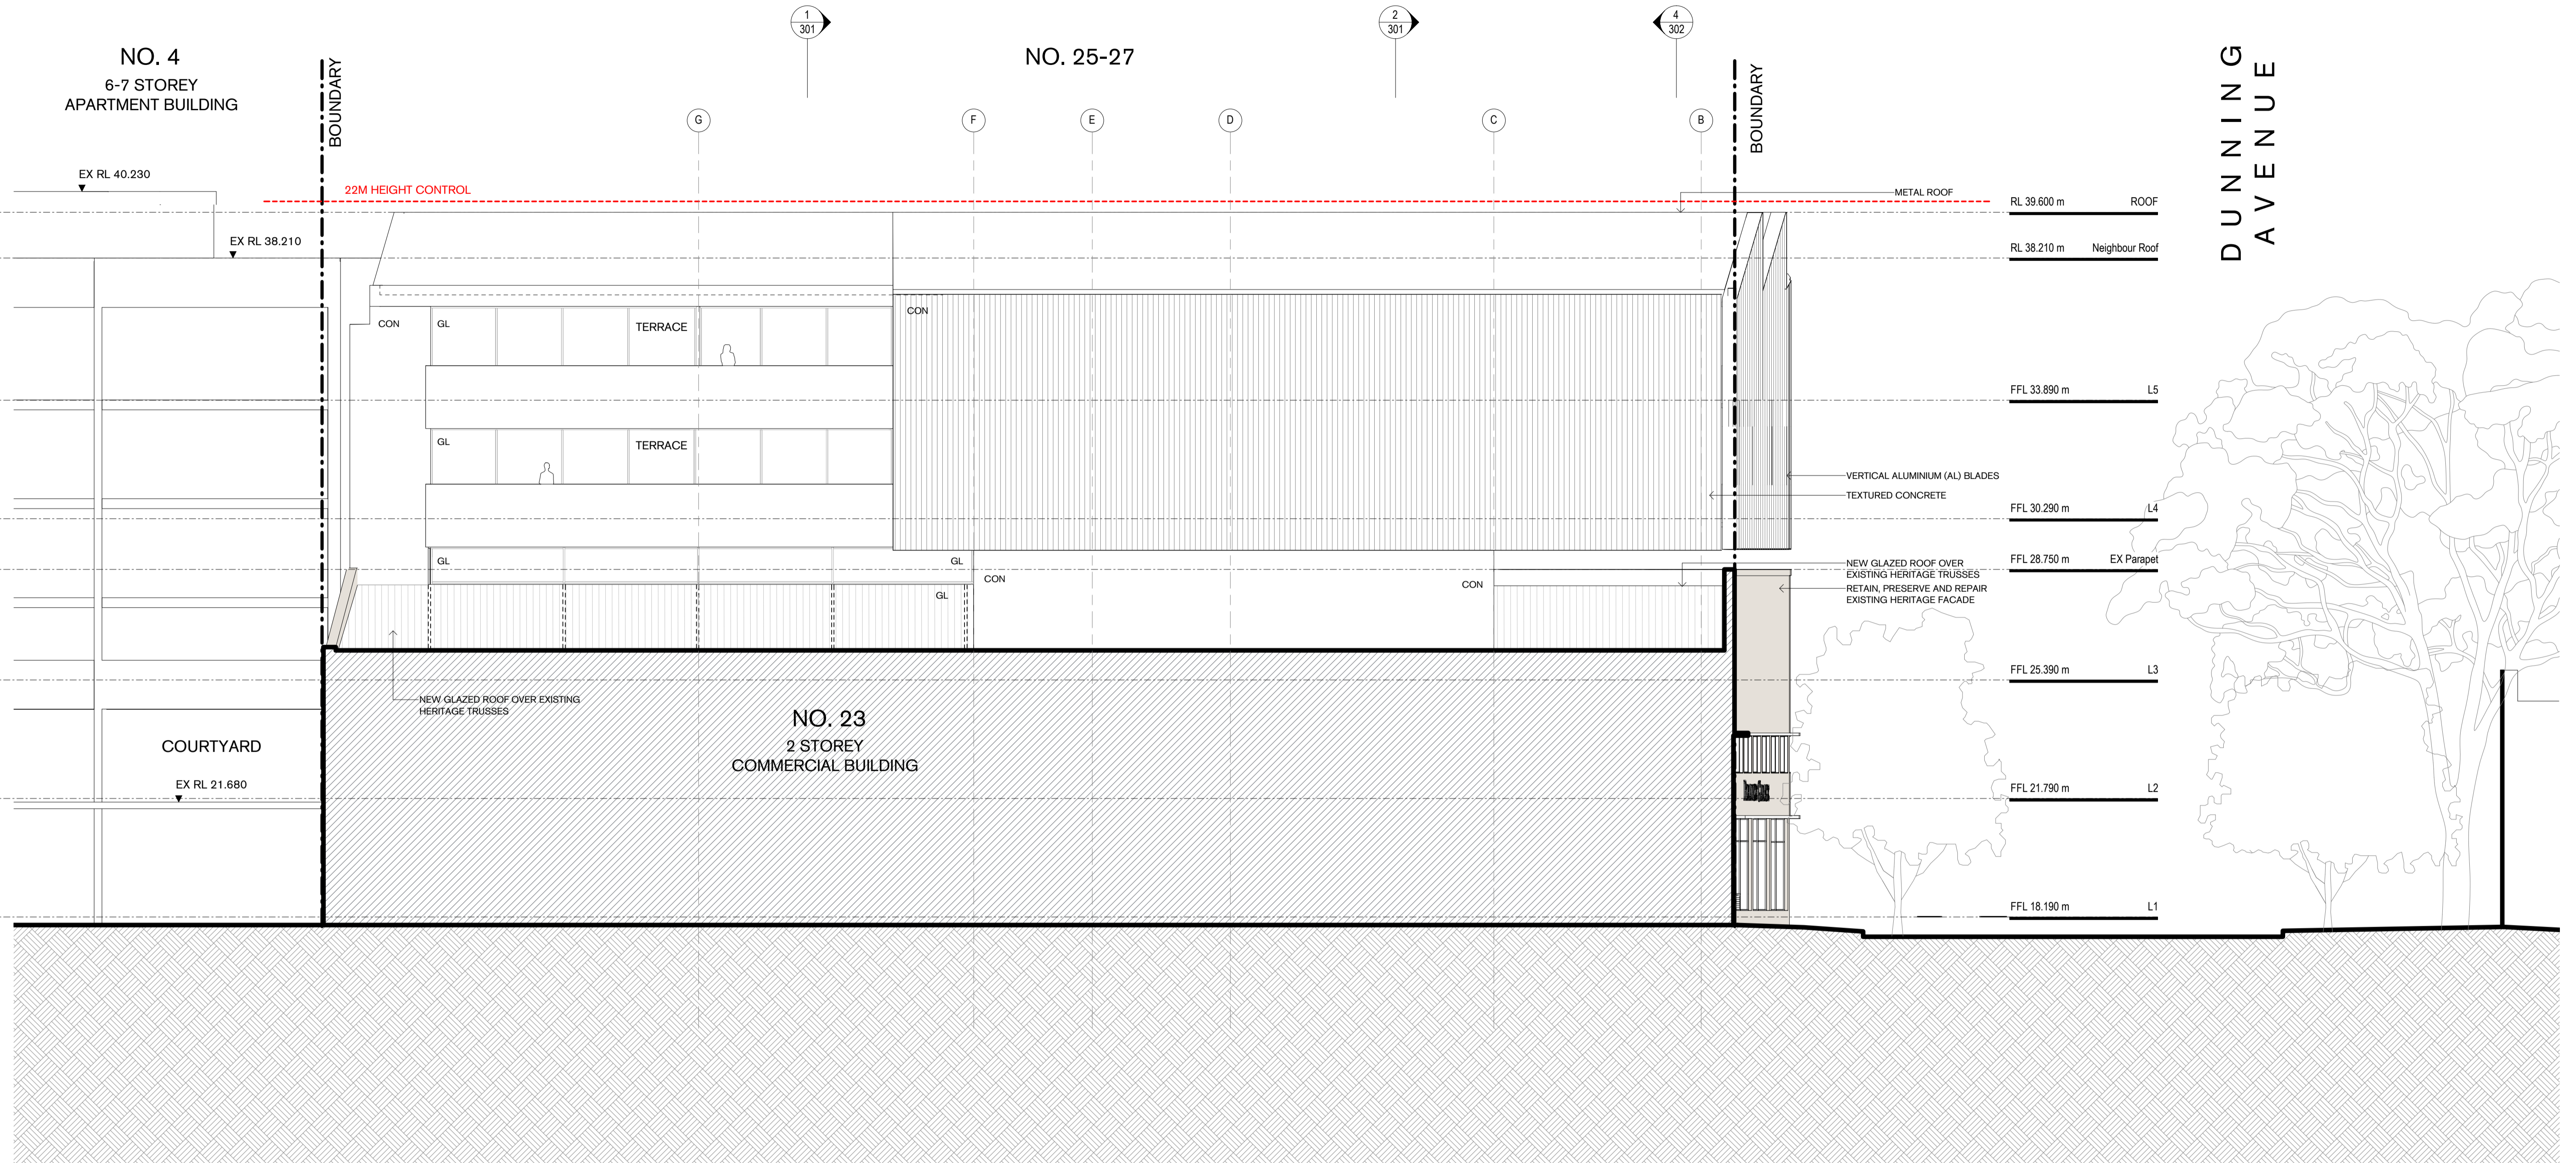 1
301
2
301
4
302
NO. 4
6-7 STOREY
APARTMENT BUILDING
BOUNDARY
NO. 25-27
BOUNDARY
DUNNING
AVENUE
G
F
E
D
C
B
EX RL 40.230
22M HEIGHT CONTROL
METAL ROOF
RL 39.600 m ROOF
EX RL 38.210
RL 38.210 m Neighbour Roof
CON
GL
TERRACE
CON
FFL 33.890 m L5
GL
TERRACE
VERTICAL ALUMINIUM (AL) BLADES
TEXTURED CONCRETE
FFL 30.290 m L4
GL
GL
CON
GL
CON
NEW GLAZED ROOF OVER
EXISTING HERITAGE TRUSSES
RETAIN, PRESERVE AND REPAIR
EXISTING HERITAGE FACADE
FFL 28.750 m EX Parapet
FFL 25.390 m L3
NEW GLAZED ROOF OVER EXISTING
HERITAGE TRUSSES
NO. 23
2 STOREY
COMMERCIAL BUILDING
COURTYARD
EX RL 21.680
FFL 21.790 m L2
FFL 18.190 m L1